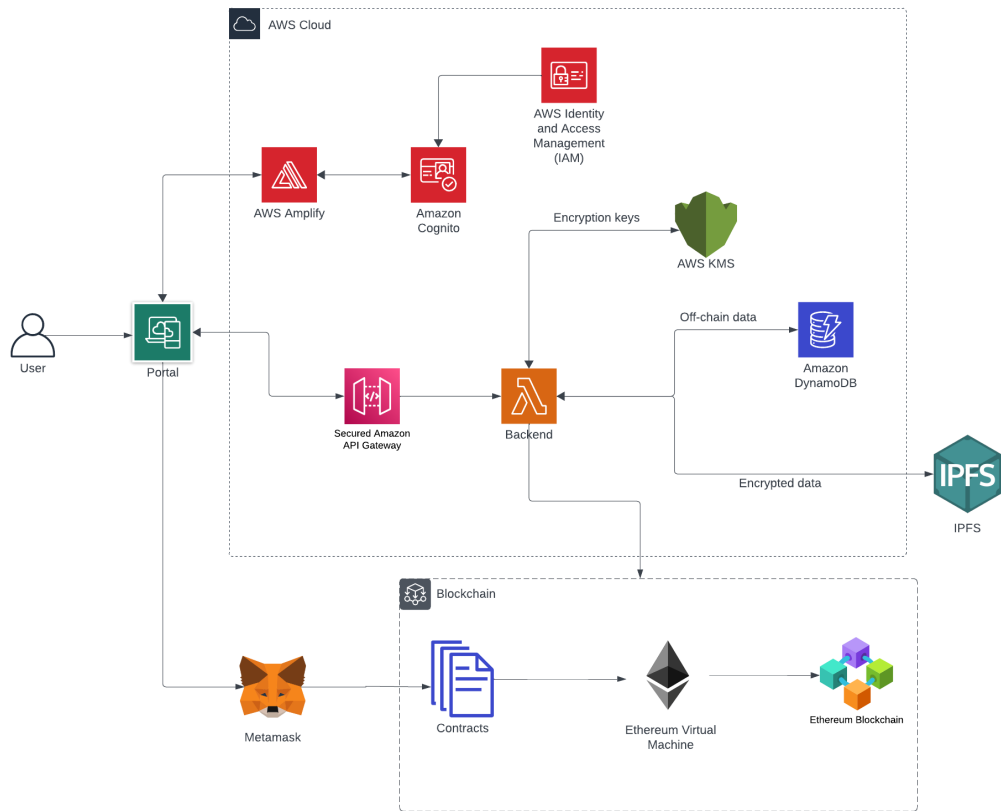 AWS Cloud
AWS Identity
and Access
Management
(IAM)
AWS Amplify
Amazon
Cognito
Encryption keys
AWS KMS
Off-chain data
Amazon
DynamoDB
User
Portal
Secured Amazon
API Gateway
Backend
Encrypted data
IPFS
IPFS
Blockchain
Metamask
Contracts
Ethereum Virtual
Machine
Ethereum Blockchain